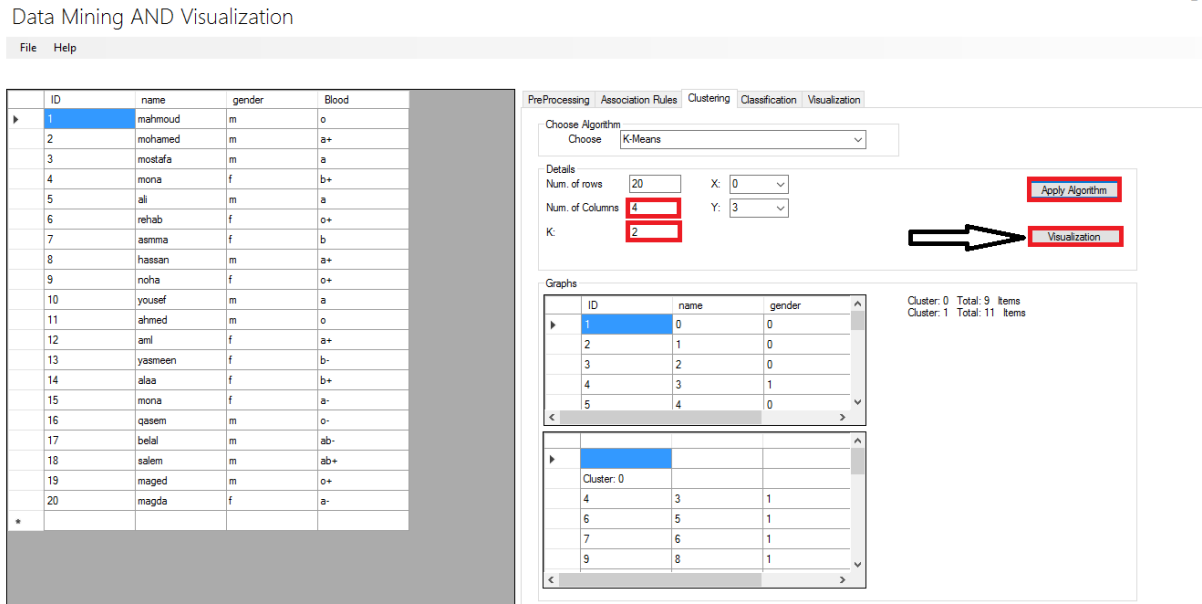 Data Mining AND Visualization
File Help
ID name gender Blood
1 mahmoud m o
2 mohamed m a+
3 mostafa m a
4 mona f b+
5 ali m a
6 rehab f o+
7 asmma f b
8 hassan m a+
9 noha f o+
10 yousef m a
11 ahmed m o
12 aml f a+
13 yasmeen f b-
14 alaa f b+
15 mona f a-
16 qasem m o-
17 belal m ab-
18 salem m ab+
19 maged m o+
20 magda f a-
*
PreProcessing Association Rules Clustering Classification Visualization
Choose Algorithm
Choose K-Means
Details
Num. of rows 20 X: 0
Apply Algorithm
Num. of Columns 4 Y: 3
K: 2
Visualization
Graphs
ID name gender
1 0 0
2 1 0
3 2 0
4 3 1
5 4 0
Cluster: 0 Total: 9 Items
Cluster: 1 Total: 11 Items
Cluster: 0
4 3 1
6 5 1
7 6 1
9 8 1